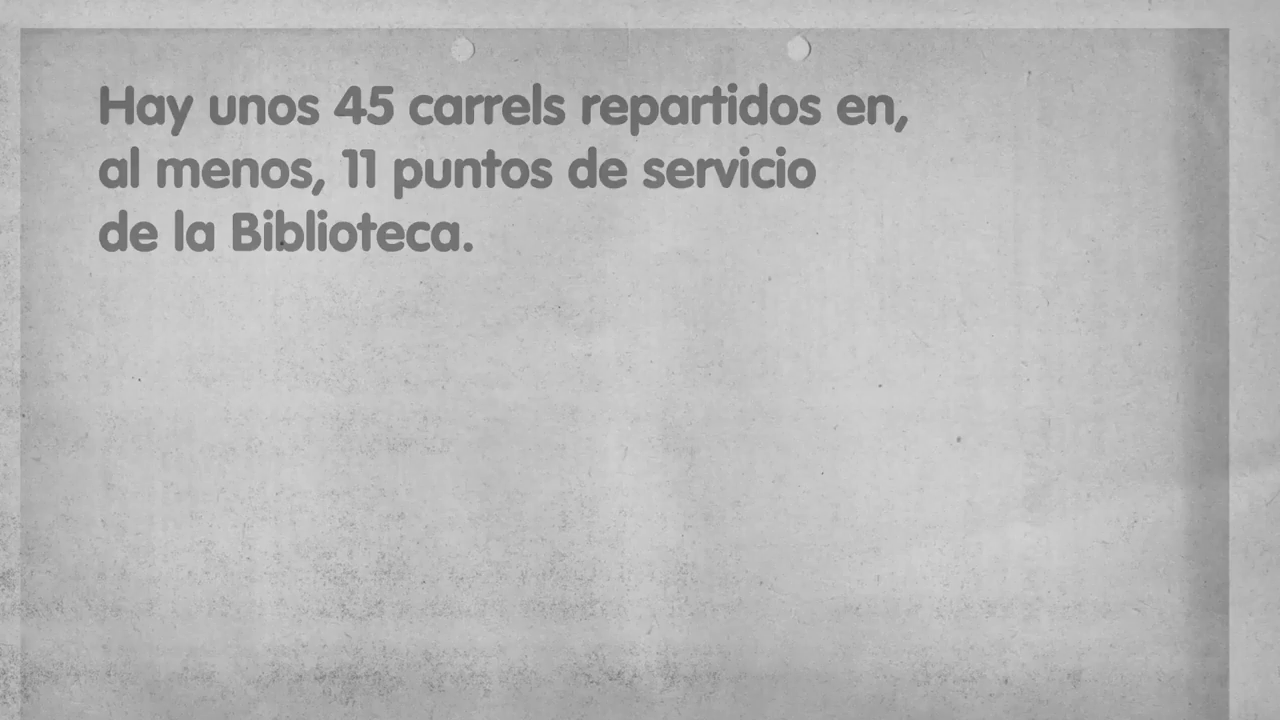 Hay unos 45 carrels repartidos en,
al menos, 11 puntos de servicio
de la Biblioteca.